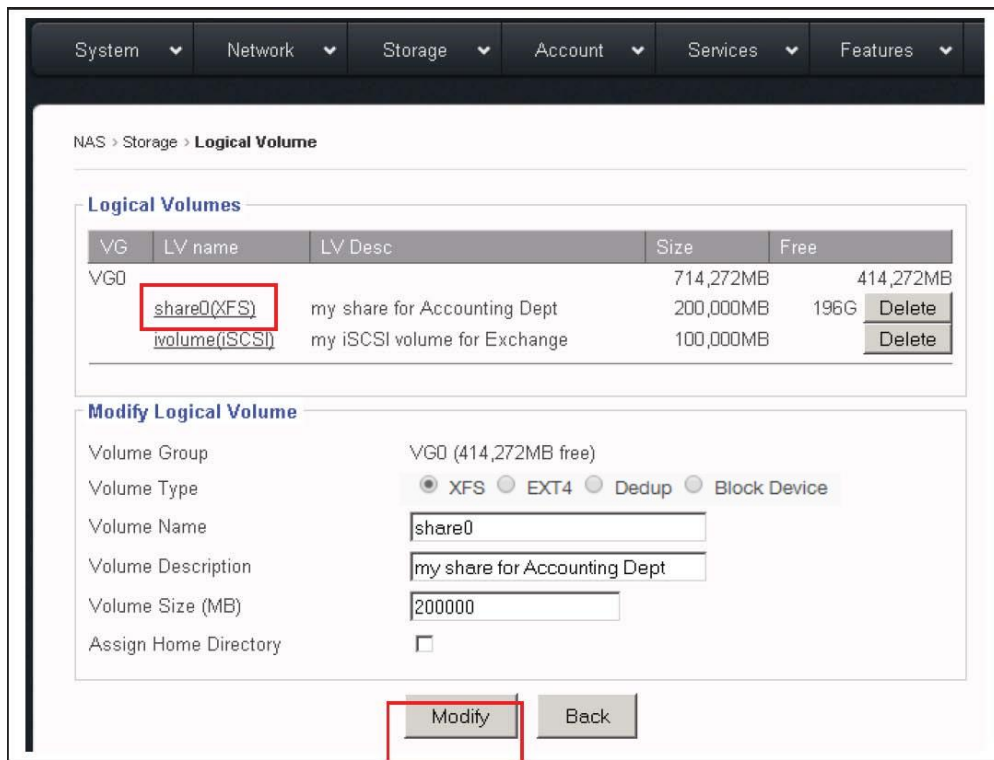 System Network Storage Account Services Features
NAS > Storage > Logical Volume
Logical Volumes
VG LV name LV Desc Size Free
VG0 714,272MB 414,272MB
share0(XFS) my share for Accounting Dept 200,000MB 196G Delete
ivolume(iSCSI) my iSCSI volume for Exchange 100,000MB Delete
Modify Logical Volume
Volume Group VG0 (414,272MB free)
Volume Type XFS EXT4 Dedup Block Device
Volume Name share0
Volume Description my share for Accounting Dept
Volume Size (MB) 200000
Assign Home Directory
Modify Back